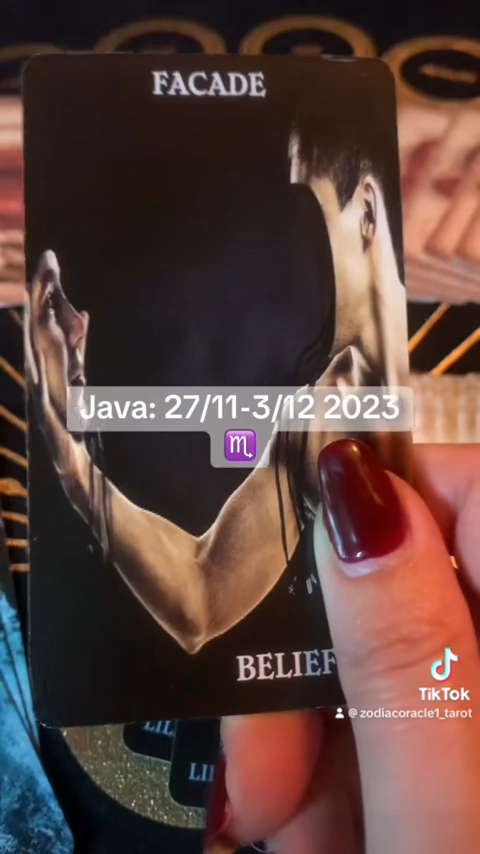 FACADE
Java: 27/11-3/12 2023
♏
BELIEF
TikTok
@zodiacoracle1_tarot